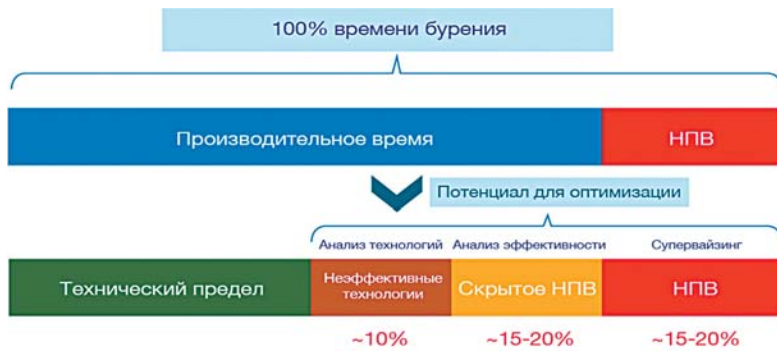 100% времени бурения
Производительное время
НПВ
Потенциал для оптимизации
Анализ технологий
Анализ эффективности
Супервайзинг
Технический предел
Неэффективные
технологии
Скрытое НПВ
НПВ
~10%
~15-20%
~15-20%